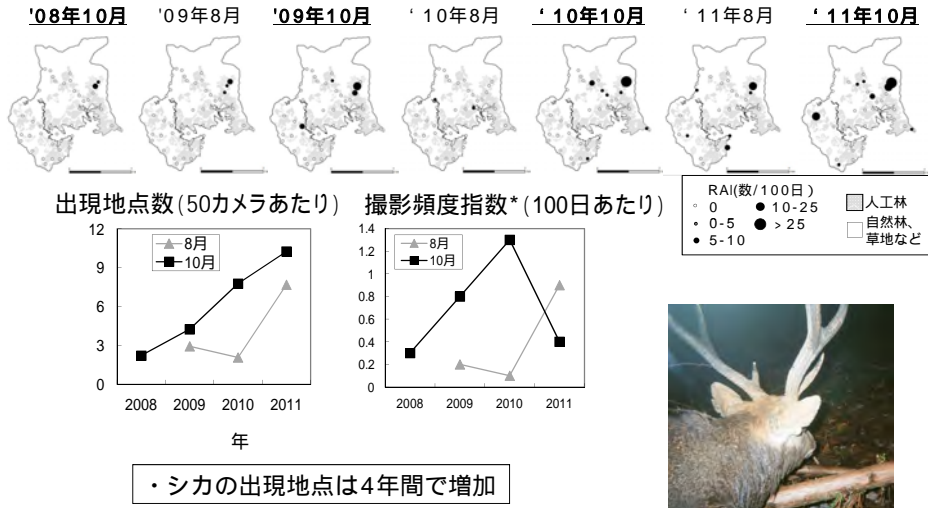 '08年10月 '09年8月 '09年10月 ‘10年8月 ‘10年10月 ‘11年8月 ‘11年10月
出現地点数(50カメラあたり)
12
9
6
3
0
8月
10月
2008 2009 2010 2011
年
撮影頻度指数*(100日あたり)
1.4
1.2
1
0.8
0.6
0.4
0.2
0
8月
10月
2008 2009 2010 2011
RAI(数/100日)
0
0-5
5-10
10-25
>25
人工林
自然林、
草地など
・シカの出現地点は4年間で増加